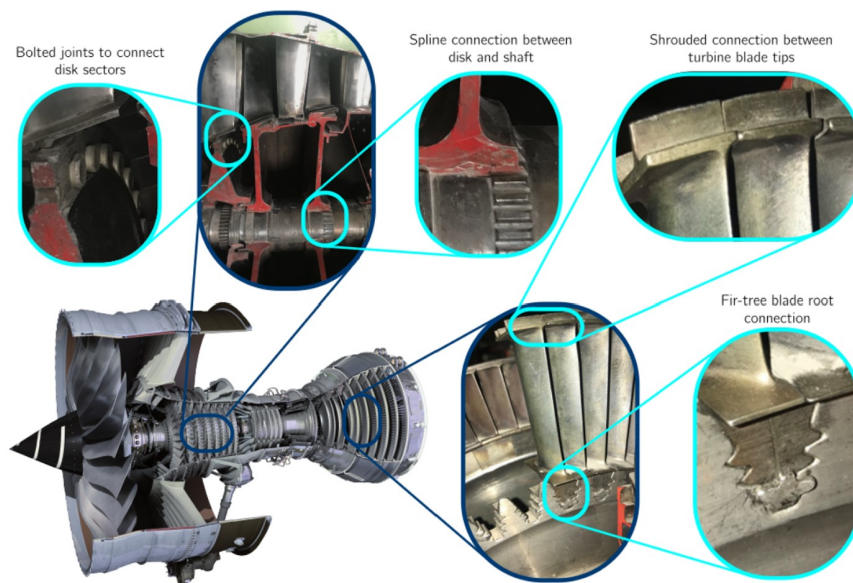 Bolted joints to connect
disk sectors
Spline connection between
disk and shaft
Shrouded connection between
turbine blade tips
Fir-tree blade root
connection